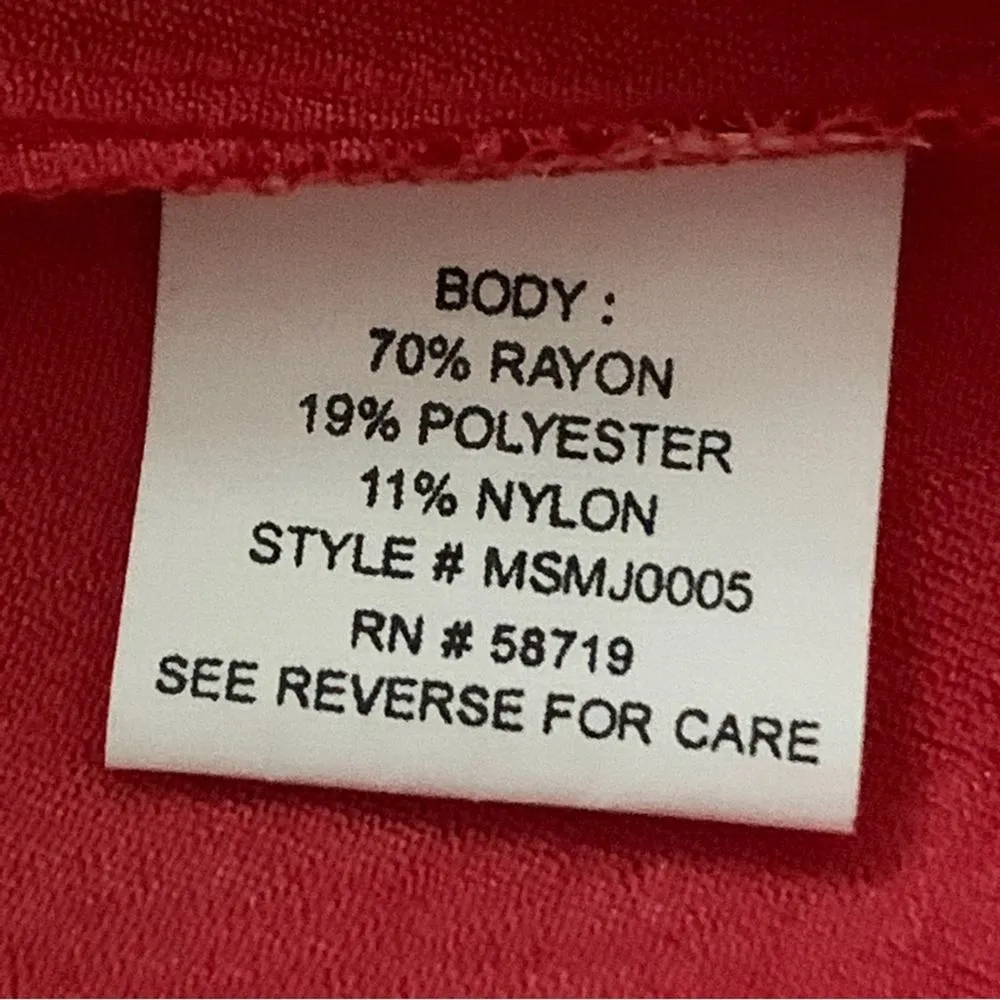 BODY :
70% RAYON
19% POLYESTER
11% NYLON
STYLE # MSMJ0005
RN # 58719
SEE REVERSE FOR CARE